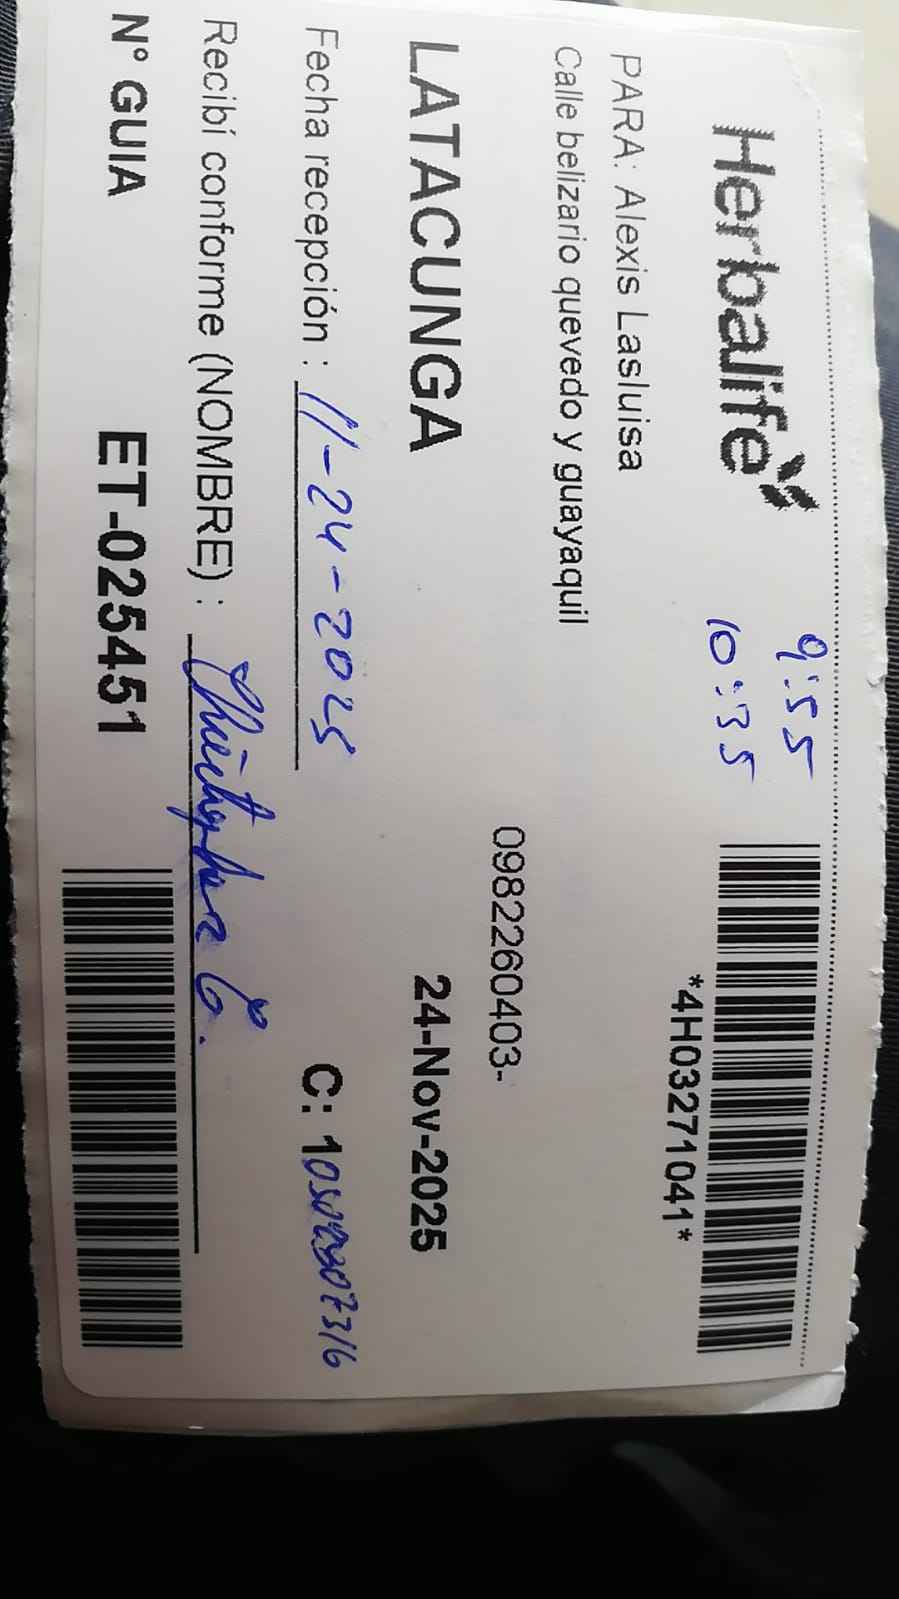 Herbalife
9:55
10:35
*4H03271041*
PARA: Alexis Lasluisa
Calle belizario quevedo y guayaquil
0982260403-
LATACUNGA 24-Nov-2025
Fecha recepción : 11-24-2025 C:
Recibí conforme (NOMBRE) :
N° GUIA ET-025451